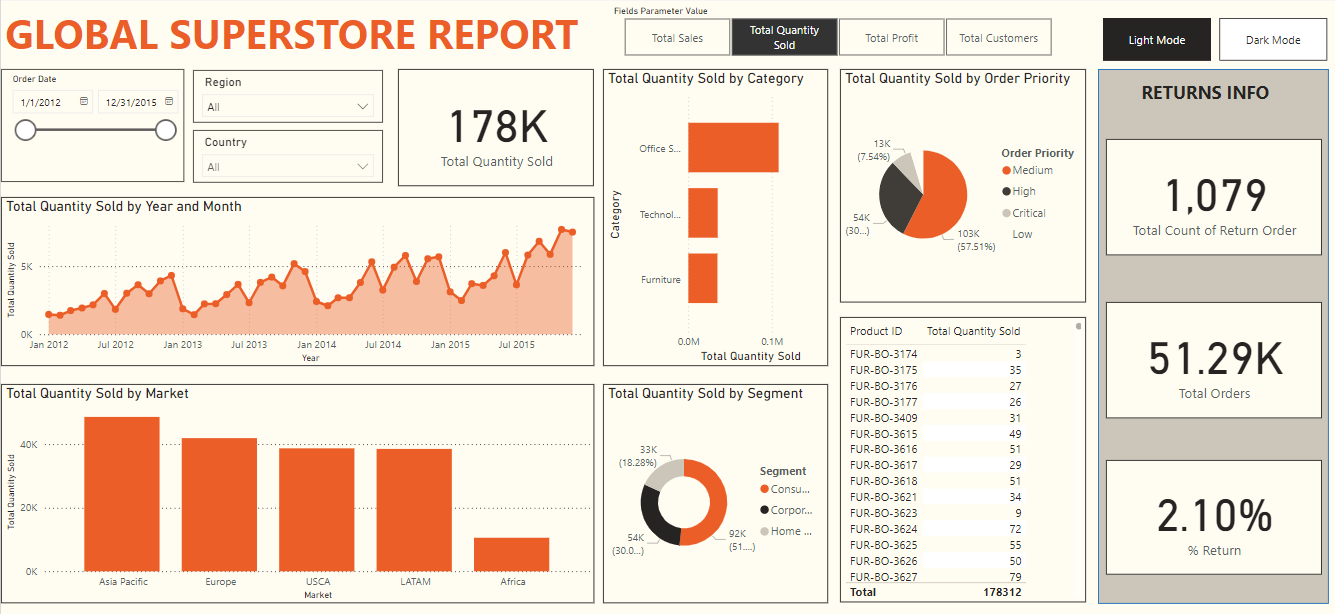 GLOBAL SUPERSTORE REPORT
Fields Parameter Value
Total Sales
Total Quantity
Sold
Total Profit
Total Customers
Light Mode
Dark Mode
Order Date
1/1/2012
12/31/2015
Region
All
Country
All
178K
Total Quantity Sold
Total Quantity Sold by Year and Month
Total Quantity Sold
5K
0K
Jan 2012
Jul 2012
Jan 2013
Jul 2013
Jan 2014
Jul 2014
Jan 2015
Jul 2015
Year
Total Quantity Sold by Market
Total Quantity Sold
40K
20K
0K
Asia Pacific
Europe
USCA
LATAM
Africa
Market
Total Quantity Sold by Category
Category
Office S...
Technol...
Furniture
0.0M
0.1M
Total Quantity Sold
Total Quantity Sold by Segment
33K
(18.28%)
54K
(30.0...)
92K
(51....)
Segment
Consu...
Corpor...
Home ...
Total Quantity Sold by Order Priority
13K
(7.54%)
54K
(30...)
103K
(57.51%)
Order Priority
Medium
High
Critical
Low
Product ID Total Quantity Sold
FUR-BO-3174 3
FUR-BO-3175 35
FUR-BO-3176 27
FUR-BO-3177 26
FUR-BO-3409 31
FUR-BO-3615 49
FUR-BO-3616 51
FUR-BO-3617 29
FUR-BO-3618 51
FUR-BO-3621 34
FUR-BO-3623 9
FUR-BO-3624 72
FUR-BO-3625 55
FUR-BO-3626 50
FUR-BO-3627 79
Total 178312
RETURNS INFO
1,079
Total Count of Return Order
51.29K
Total Orders
2.10%
% Return